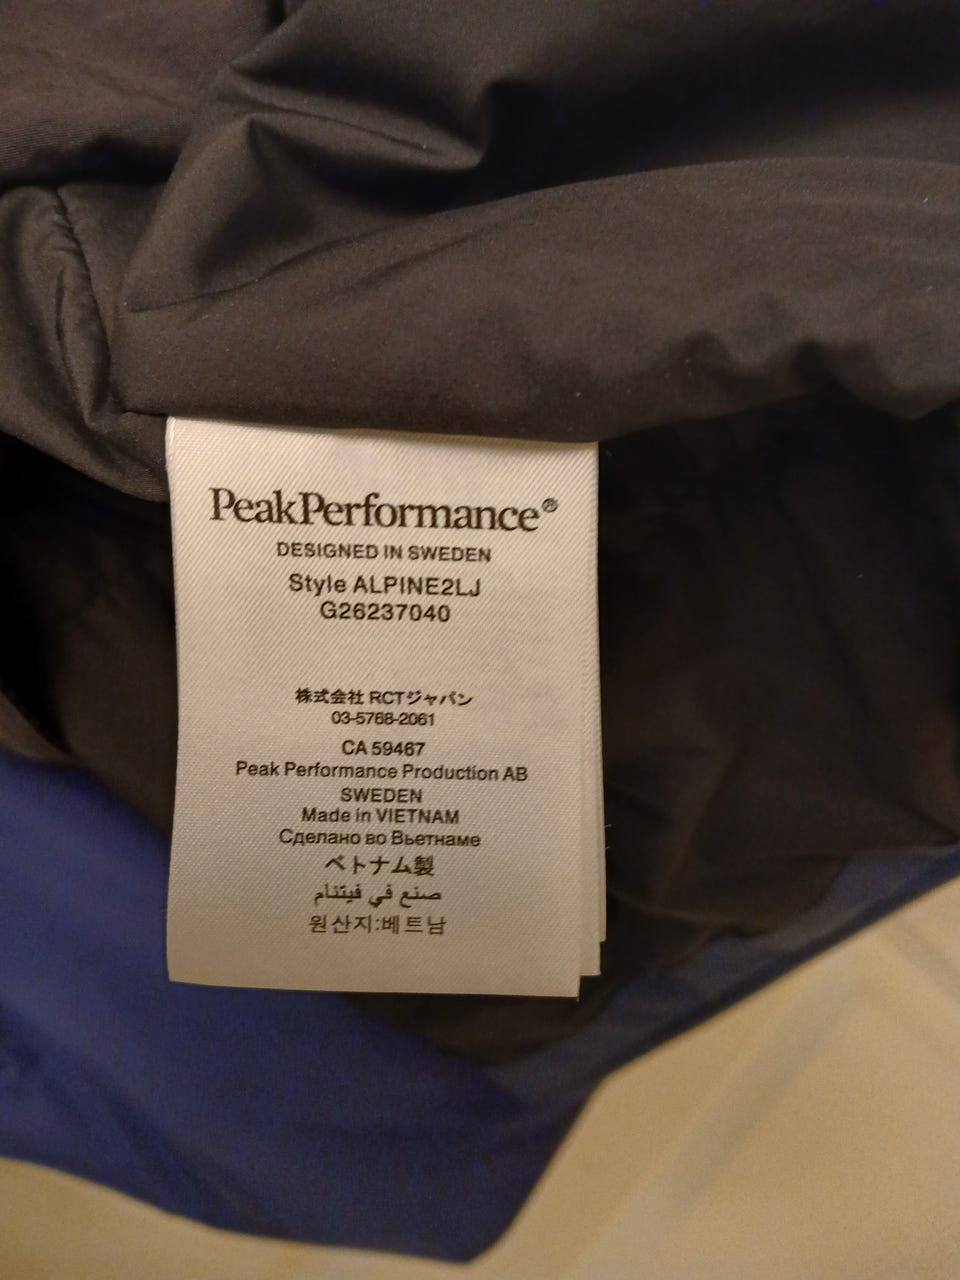 PeakPerformance®
DESIGNED IN SWEDEN
Style ALPINE2LJ
G26237040
株式会社 RCTジャパン
03-5768-2061
CA 59467
Peak Performance Production AB
SWEDEN
Made in VIETNAM
Сделано во Вьетнаме
ベトナム製
صنع في فيتنام
원산지:베트남